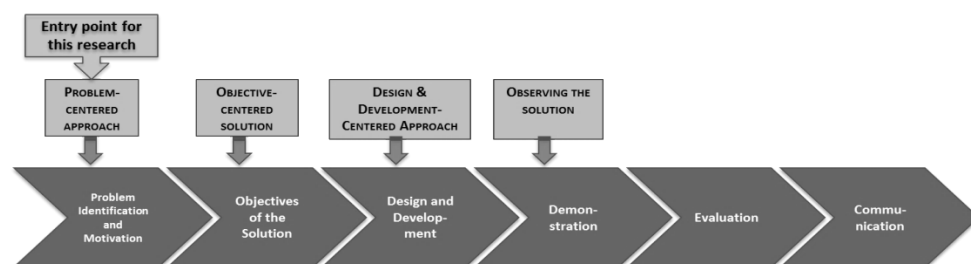 Entry point for
this research
PROBLEM-
CENTERED
APPROACH
OBJECTIVE-
CENTERED
SOLUTION
DESIGN &
DEVELOPMENT-
CENTERED APPROACH
OBSERVING THE
SOLUTION
Problem
Identification
and
Motivation
Objectives
of the
Solution
Design and
Develop-
ment
Demon-
stration
Evaluation
Commu-
nication